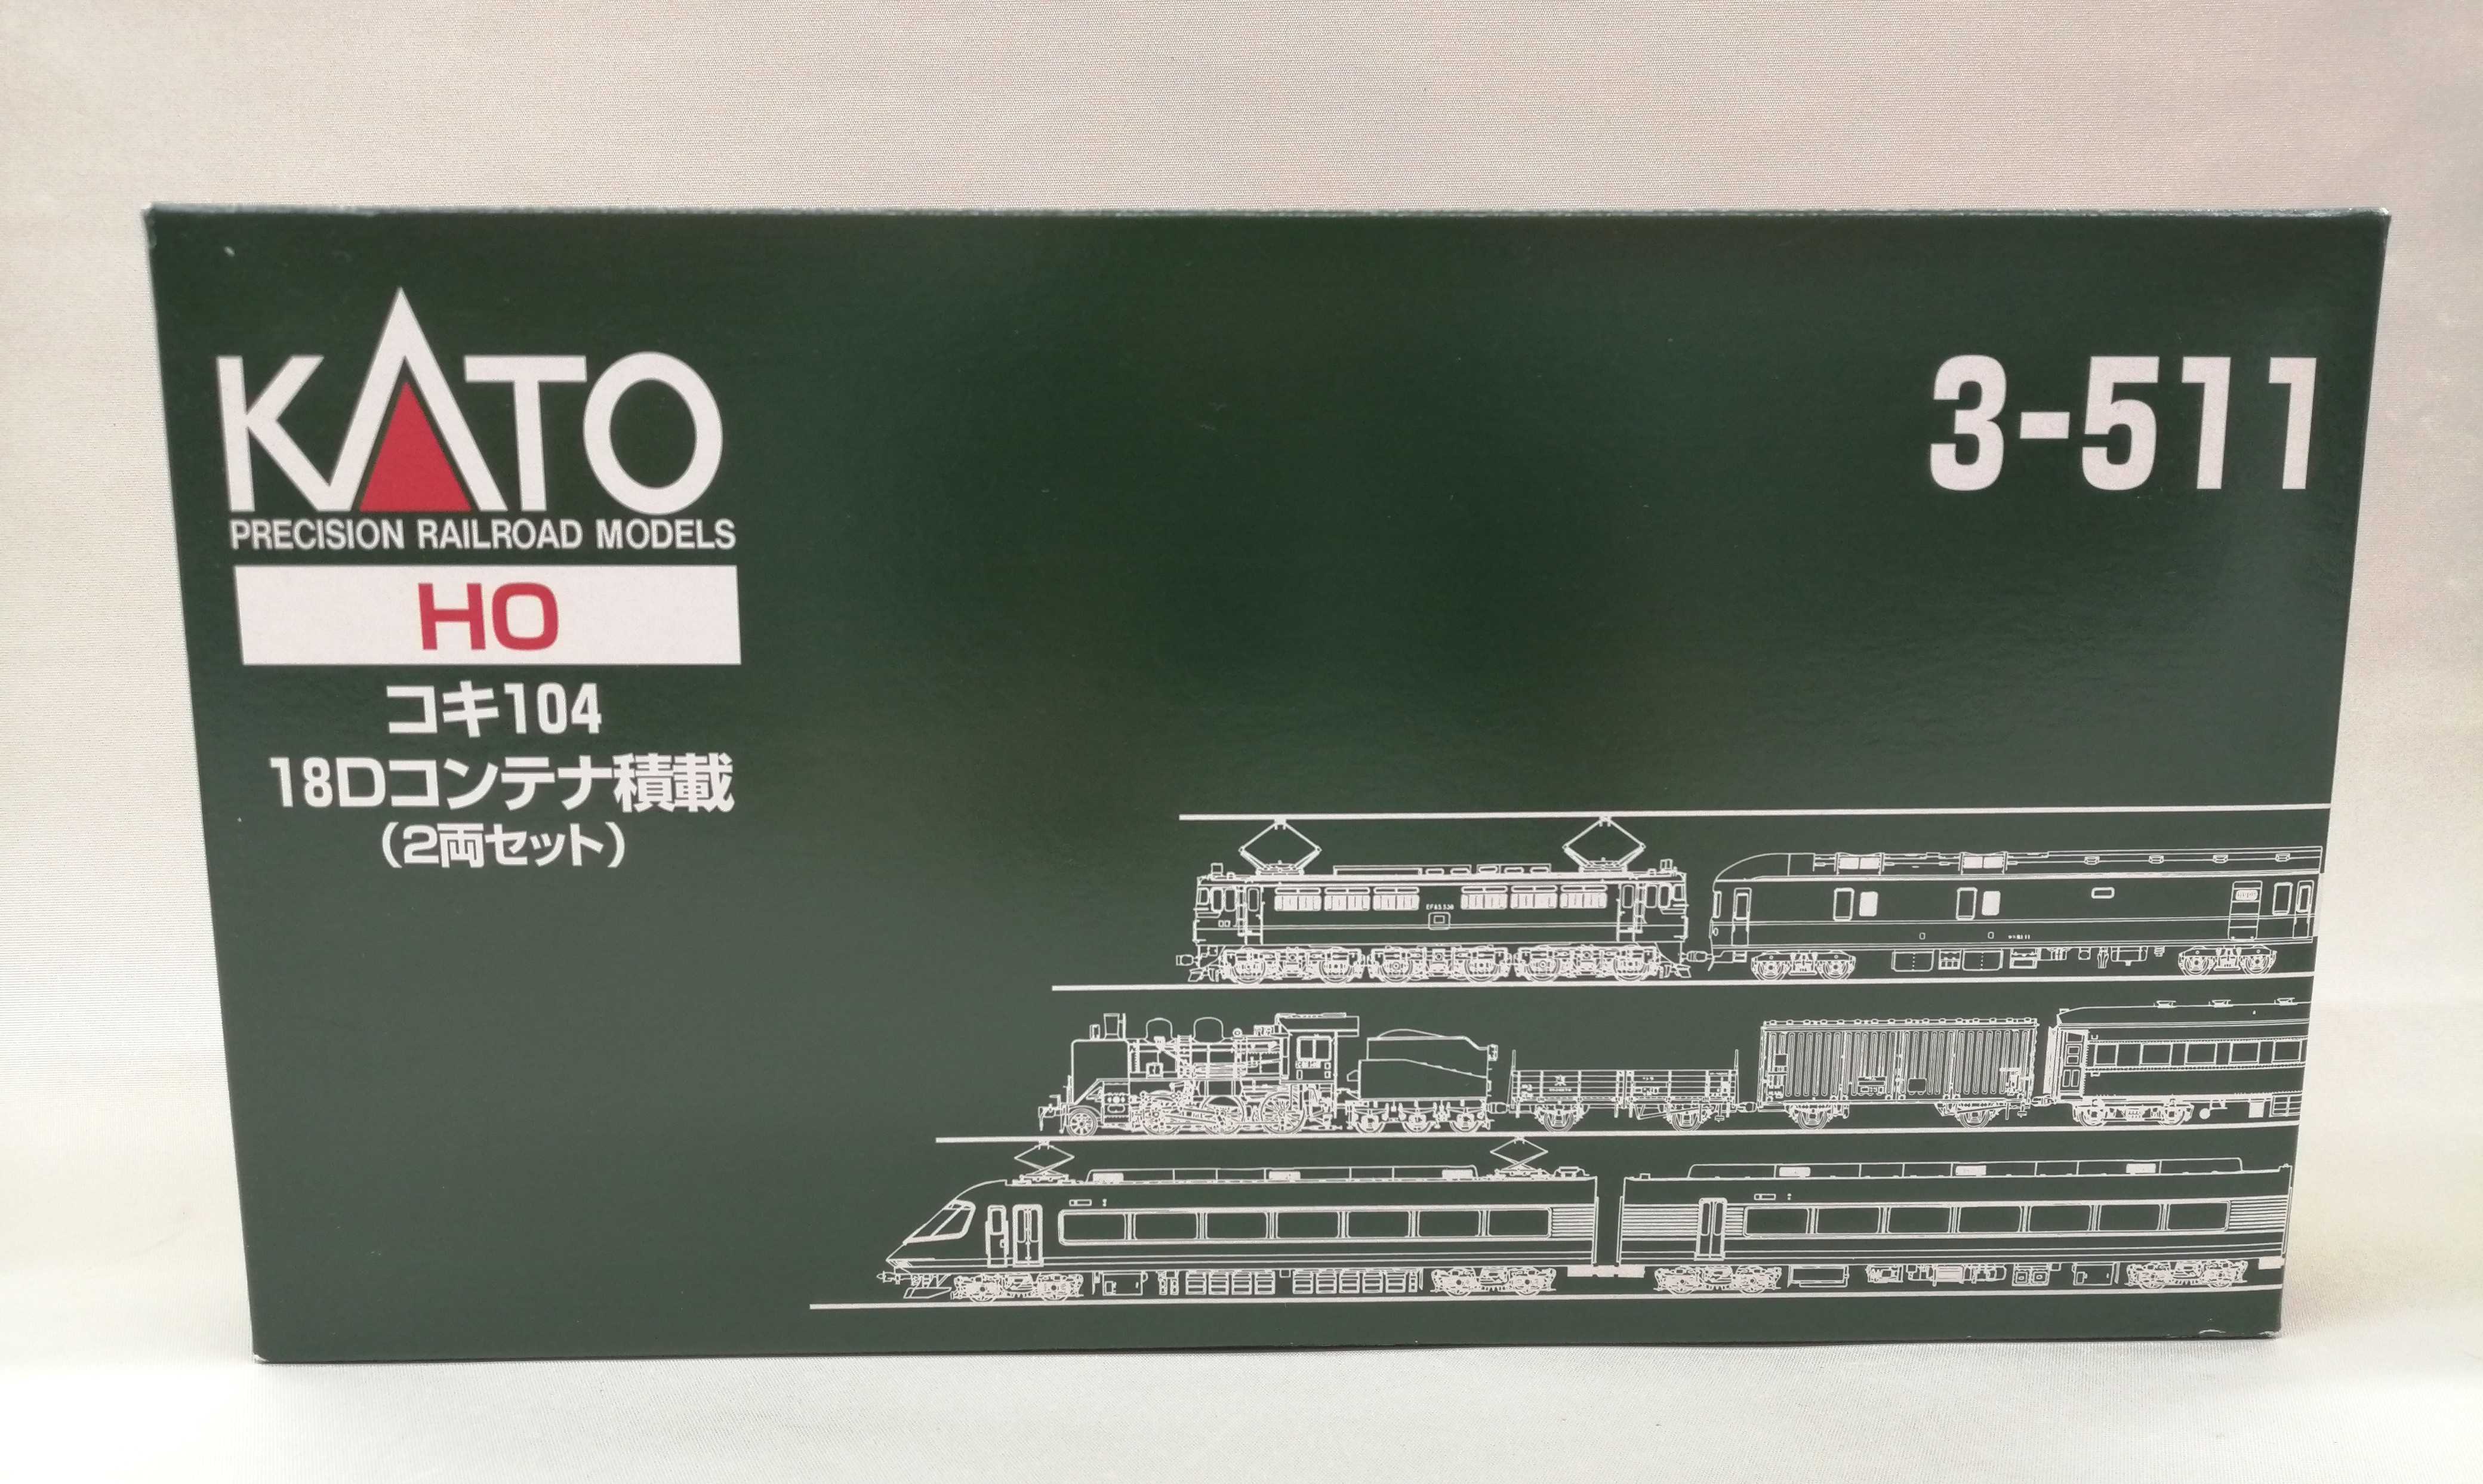 KATO
PRECISION RAILROAD MODELS
HO
コキ104
18Dコンテナ積載
(2両セット)
3-511